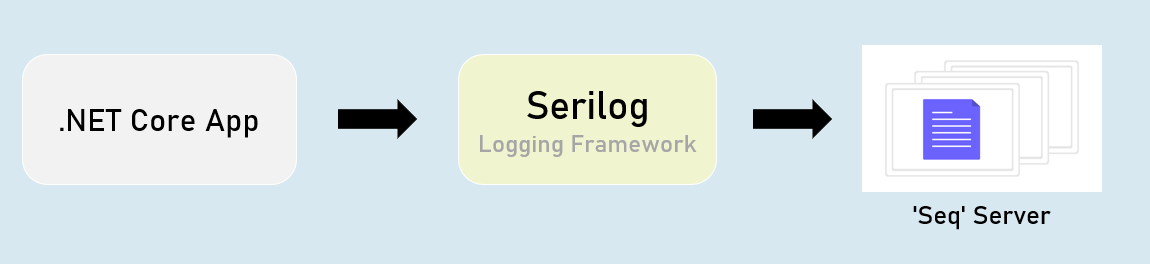 .NET Core App
Serilog
Logging Framework
'Seq' Server